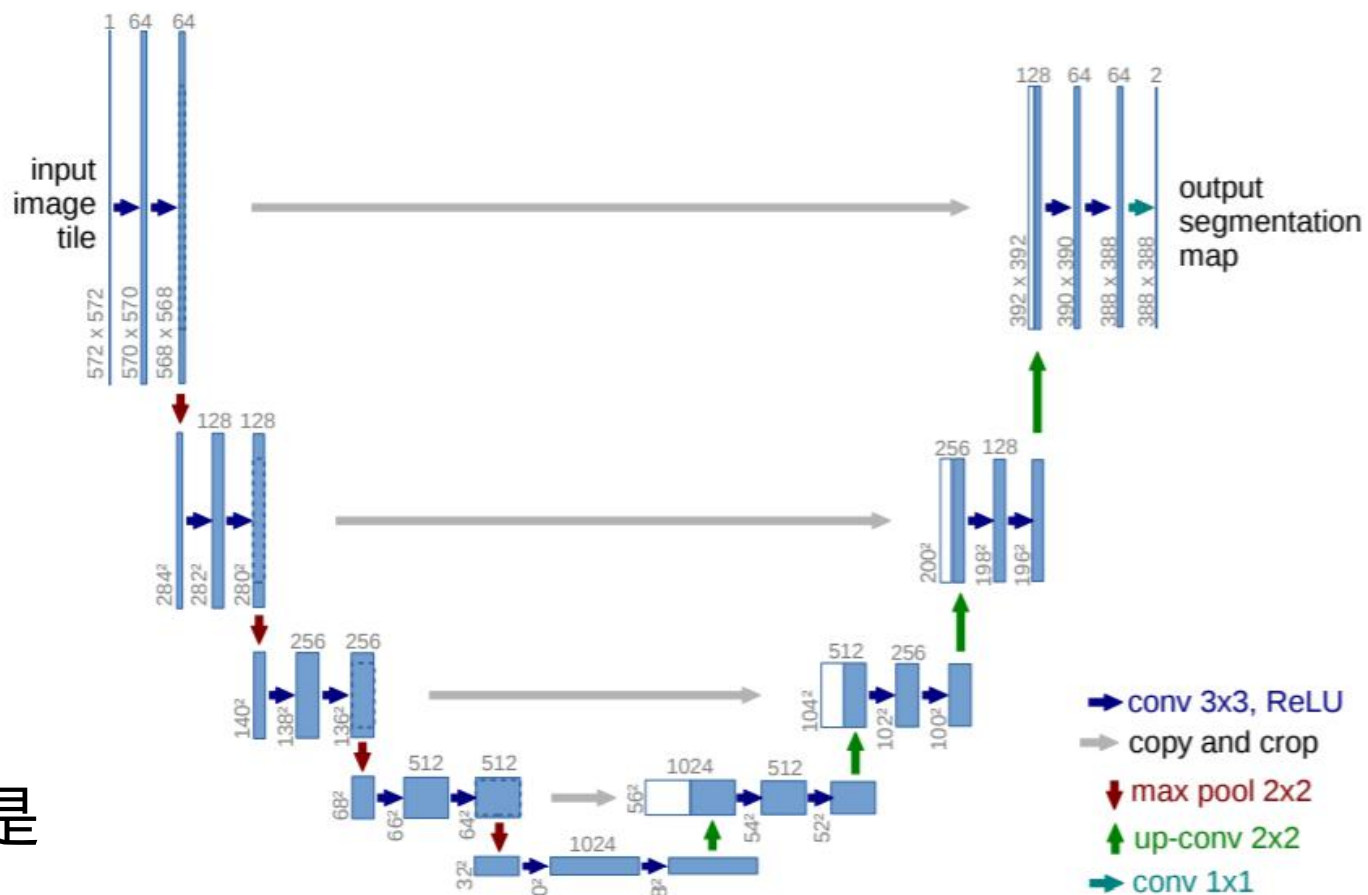 1 64 64
input
image
tile
572 x 572
570 x 570
568 x 568
128 64 64 2
output
segmentation
map
392 x 392
390 x 390
388 x 388
388 x 388
128 128
284²
282²
280²
256 128
200²
198²
196²
256 256
140²
138²
136²
512 256
104²
102²
100²
512 512
68²
66²
64²
1024 512
56²
54²
52²
1024
32²
conv 3x3, ReLU
copy and crop
max pool 2x2
up-conv 2x2
conv 1x1
是